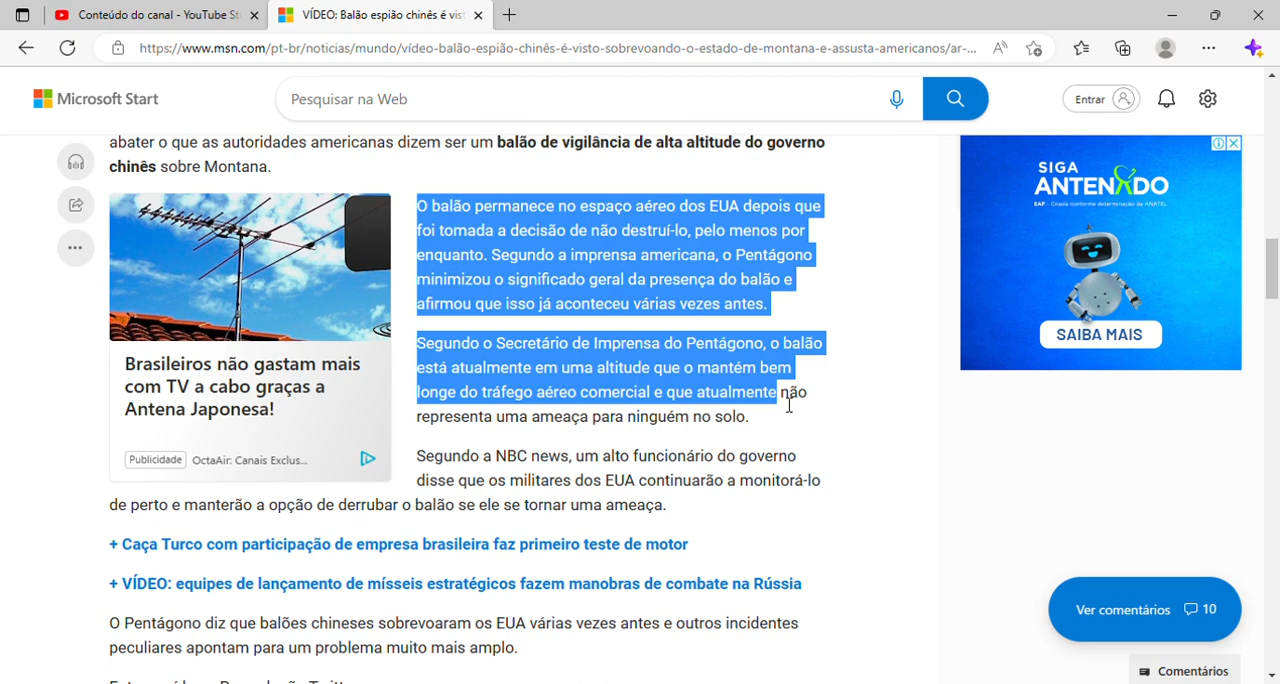 Conteúdo do canal - YouTube St
VÍDEO: Balão espião chinês é vist
https://www.msn.com/pt-br/noticias/mundo/vídeo-balão-espião-chinês-é-visto-sobrevoando-o-estado-de-montana-e-assusta-americanos/ar-...
Microsoft Start
Pesquisar na Web
Entrar
abater o que as autoridades americanas dizem ser um balão de vigilância de alta altitude do governo
chinês sobre Montana.
O balão permanece no espaço aéreo dos EUA depois que
foi tomada a decisão de não destruí-lo, pelo menos por
enquanto. Segundo a imprensa americana, o Pentágono
minimizou o significado geral da presença do balão e
afirmou que isso já aconteceu várias vezes antes.
Segundo o Secretário de Imprensa do Pentágono, o balão
está atualmente em uma altitude que o mantém bem
longe do tráfego aéreo comercial e que atualmente não
representa uma ameaça para ninguém no solo.
Brasileiros não gastam mais
com TV a cabo graças a
Antena Japonesa!
Publicidade OctaAir: Canais Exclus...
Segundo a NBC news, um alto funcionário do governo
disse que os militares dos EUA continuarão a monitorá-lo
de perto e manterão a opção de derrubar o balão se ele se tornar uma ameaça.
+ Caça Turco com participação de empresa brasileira faz primeiro teste de motor
+ VÍDEO: equipes de lançamento de mísseis estratégicos fazem manobras de combate na Rússia
O Pentágono diz que balões chineses sobrevoaram os EUA várias vezes antes e outros incidentes
peculiares apontam para um problema muito mais amplo.
SIGA
ANTENADO
EAF - Criada conforme determinação da ANATEL
SAIBA MAIS
Ver comentários 10
Comentários